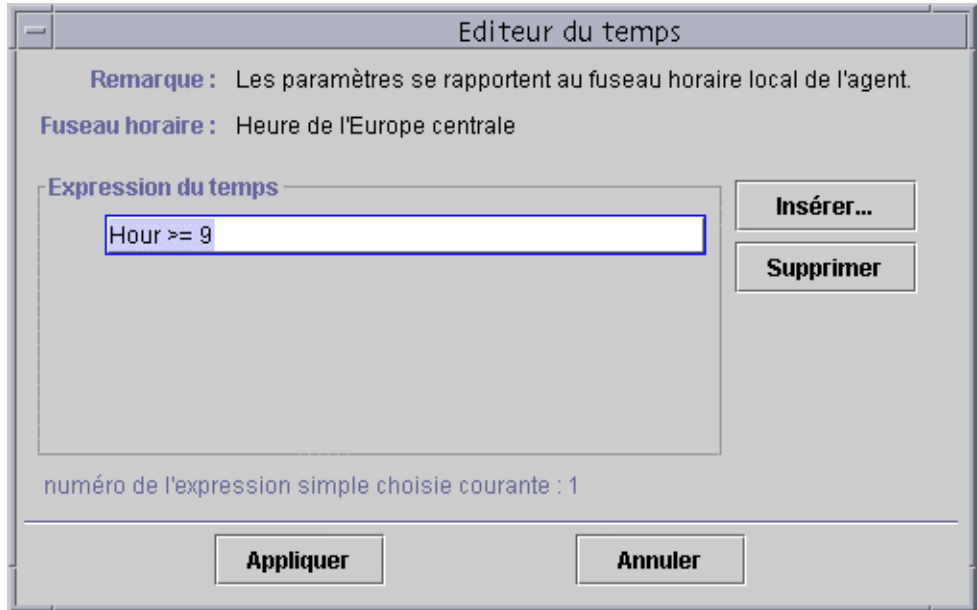 Editeur du temps
Remarque : Les paramètres se rapportent au fuseau horaire local de l'agent.
Fuseau horaire : Heure de l'Europe centrale
Expression du temps
Hour >= 9
Insérer...
Supprimer
numéro de l'expression simple choisie courante : 1
Appliquer
Annuler